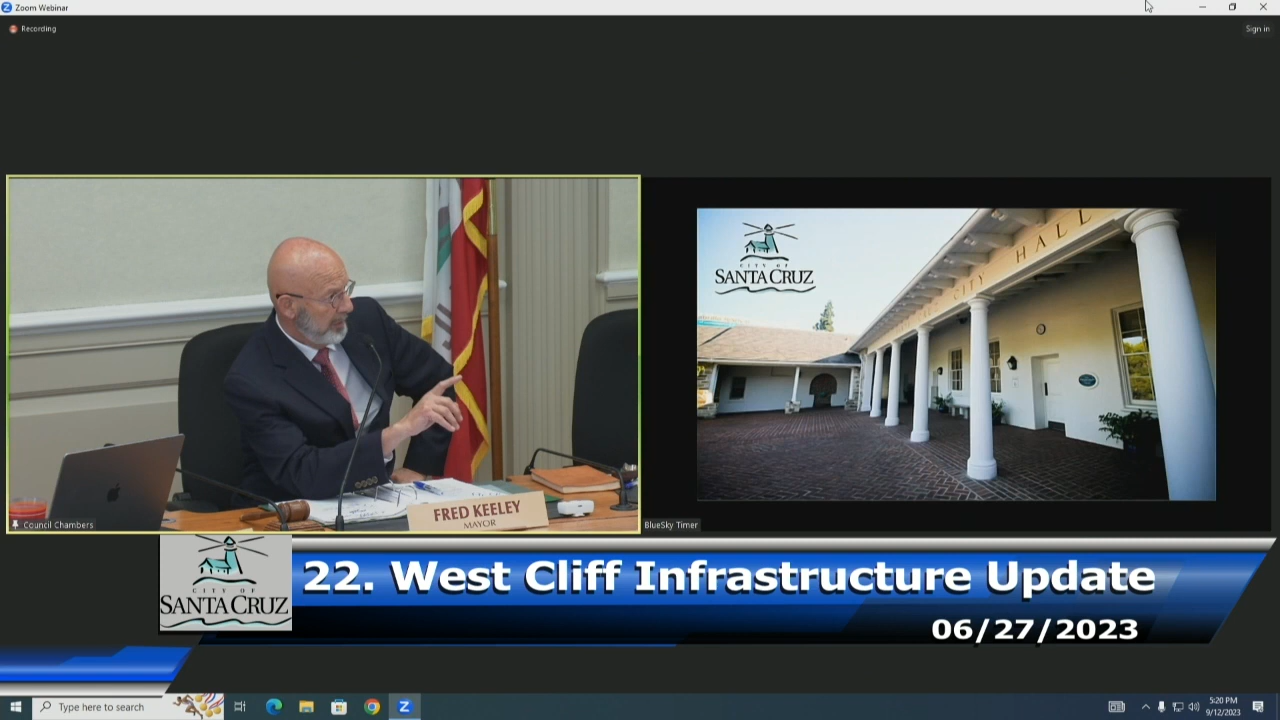 Zoom Webinar
Recording
Sign in
CITY OF
SANTA CRUZ
CITY HALL
FRED KEELEY
MAYOR
Council Chambers
BlueSky Timer
CITY OF
SANTA CRUZ
22. West Cliff Infrastructure Update
06/27/2023
Type here to search
5:20 PM
9/12/2023